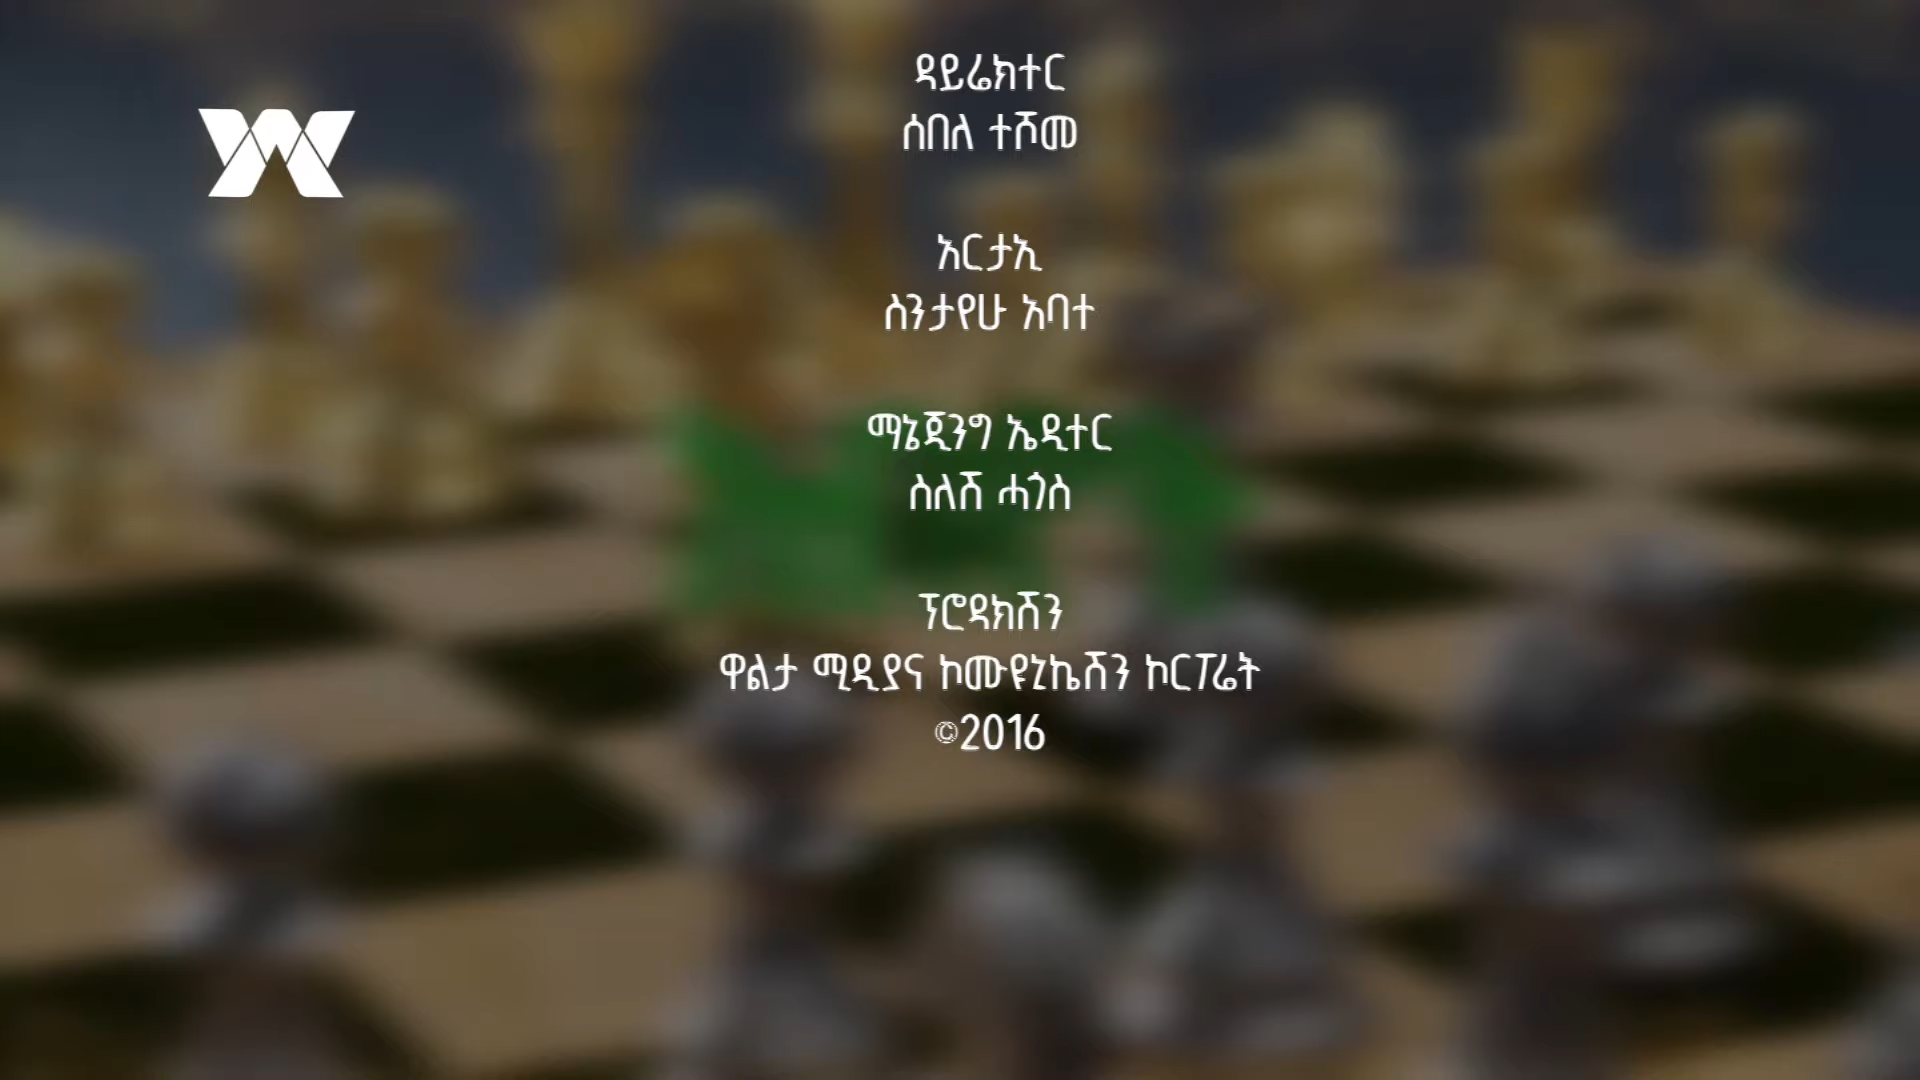 ዳይሬክተር
ሰበለ ተሾመ
አርታኢ
ስንታየሁ አባተ
ማኔጂንግ ኤዲተር
ስለሽ ሓጎስ
ፕሮዳክሽን
ዋልታ ሚዲያና ኮሙዩኒኬሽን ኮርፖሬት
©2016